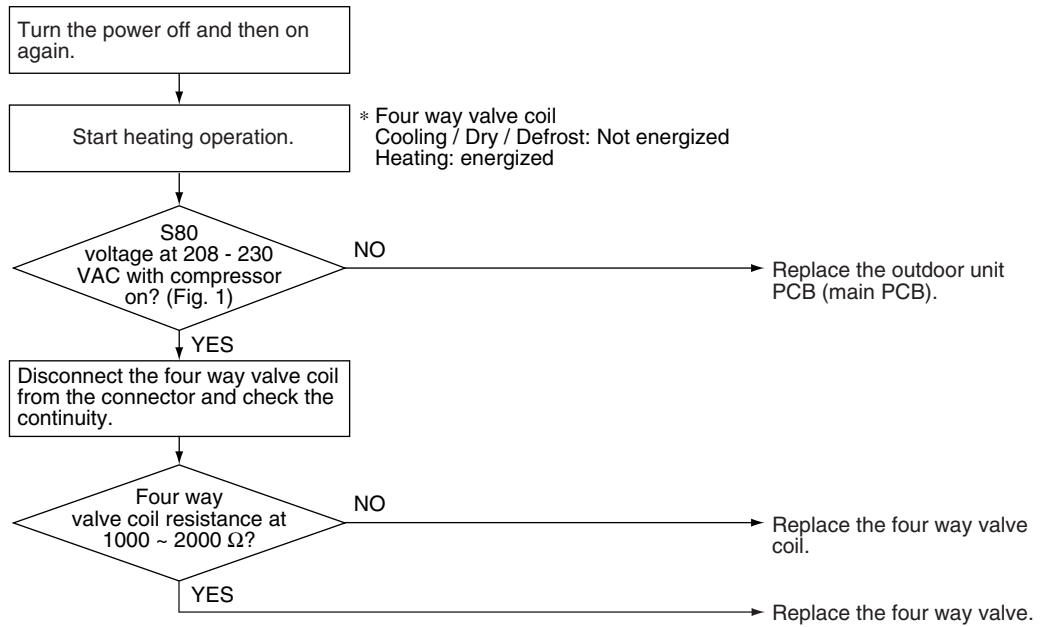 Turn the power off and then on
again.
Start heating operation.
* Four way valve coil
Cooling / Dry / Defrost: Not energized
Heating: energized
S80
voltage at 208 - 230
VAC with compressor
on? (Fig. 1)
NO
Replace the outdoor unit
PCB (main PCB).
YES
Disconnect the four way valve coil
from the connector and check the
continuity.
Four way
valve coil resistance at
1000 ~ 2000 Ω?
NO
Replace the four way valve
coil.
YES
Replace the four way valve.